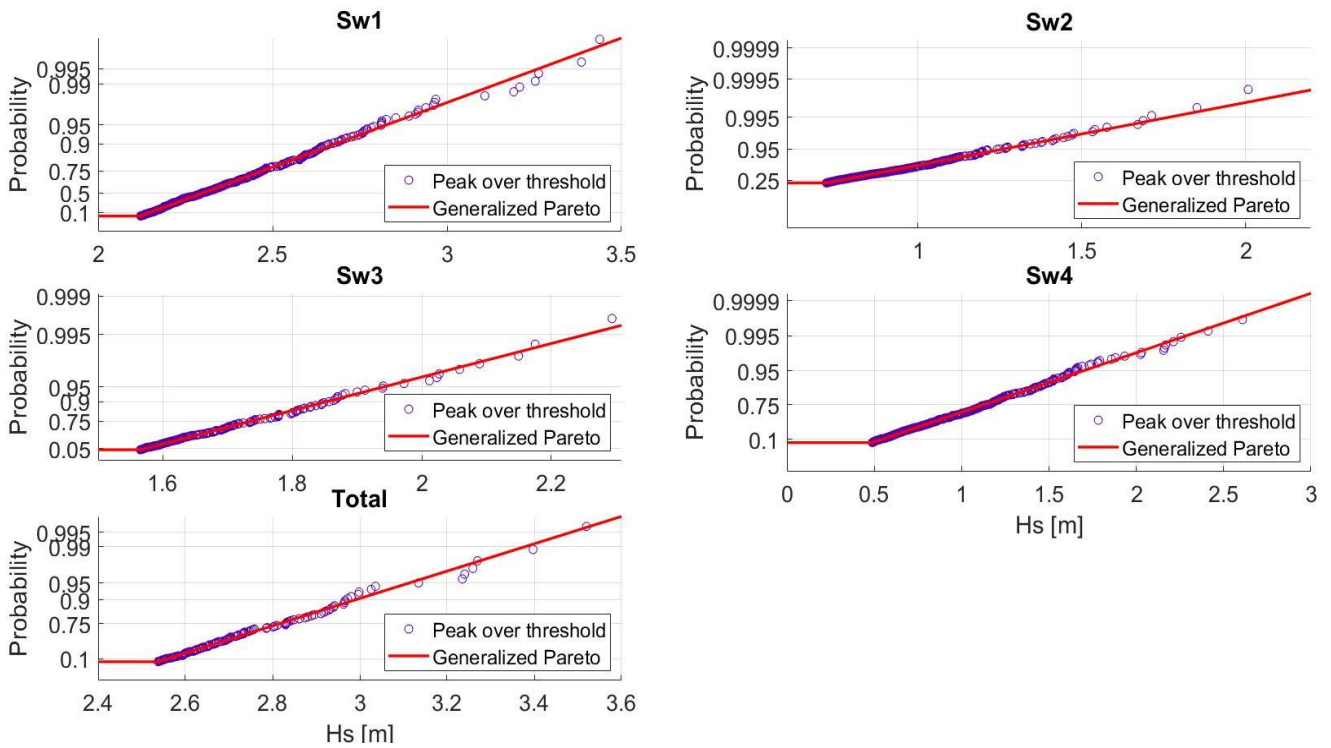 Sw1
Probability
0.995
0.99
0.95
0.9
0.75
0.5
0.1
Peak over threshold
Generalized Pareto
2 2.5 3 3.5
Sw2
Probability
0.9999
0.9995
0.995
0.95
0.25
Peak over threshold
Generalized Pareto
1 1.5 2
Sw3
Probability
0.999
0.995
0.95
0.9
0.75
0.05
Peak over threshold
Generalized Pareto
1.6 1.8 2 2.2
Sw4
Probability
0.9999
0.995
0.95
0.75
0.1
Peak over threshold
Generalized Pareto
0 0.5 1 1.5 2 2.5 3
Hs [m]
Total
Probability
0.995
0.99
0.95
0.9
0.75
0.1
Peak over threshold
Generalized Pareto
2.4 2.6 2.8 3 3.2 3.4 3.6
Hs [m]